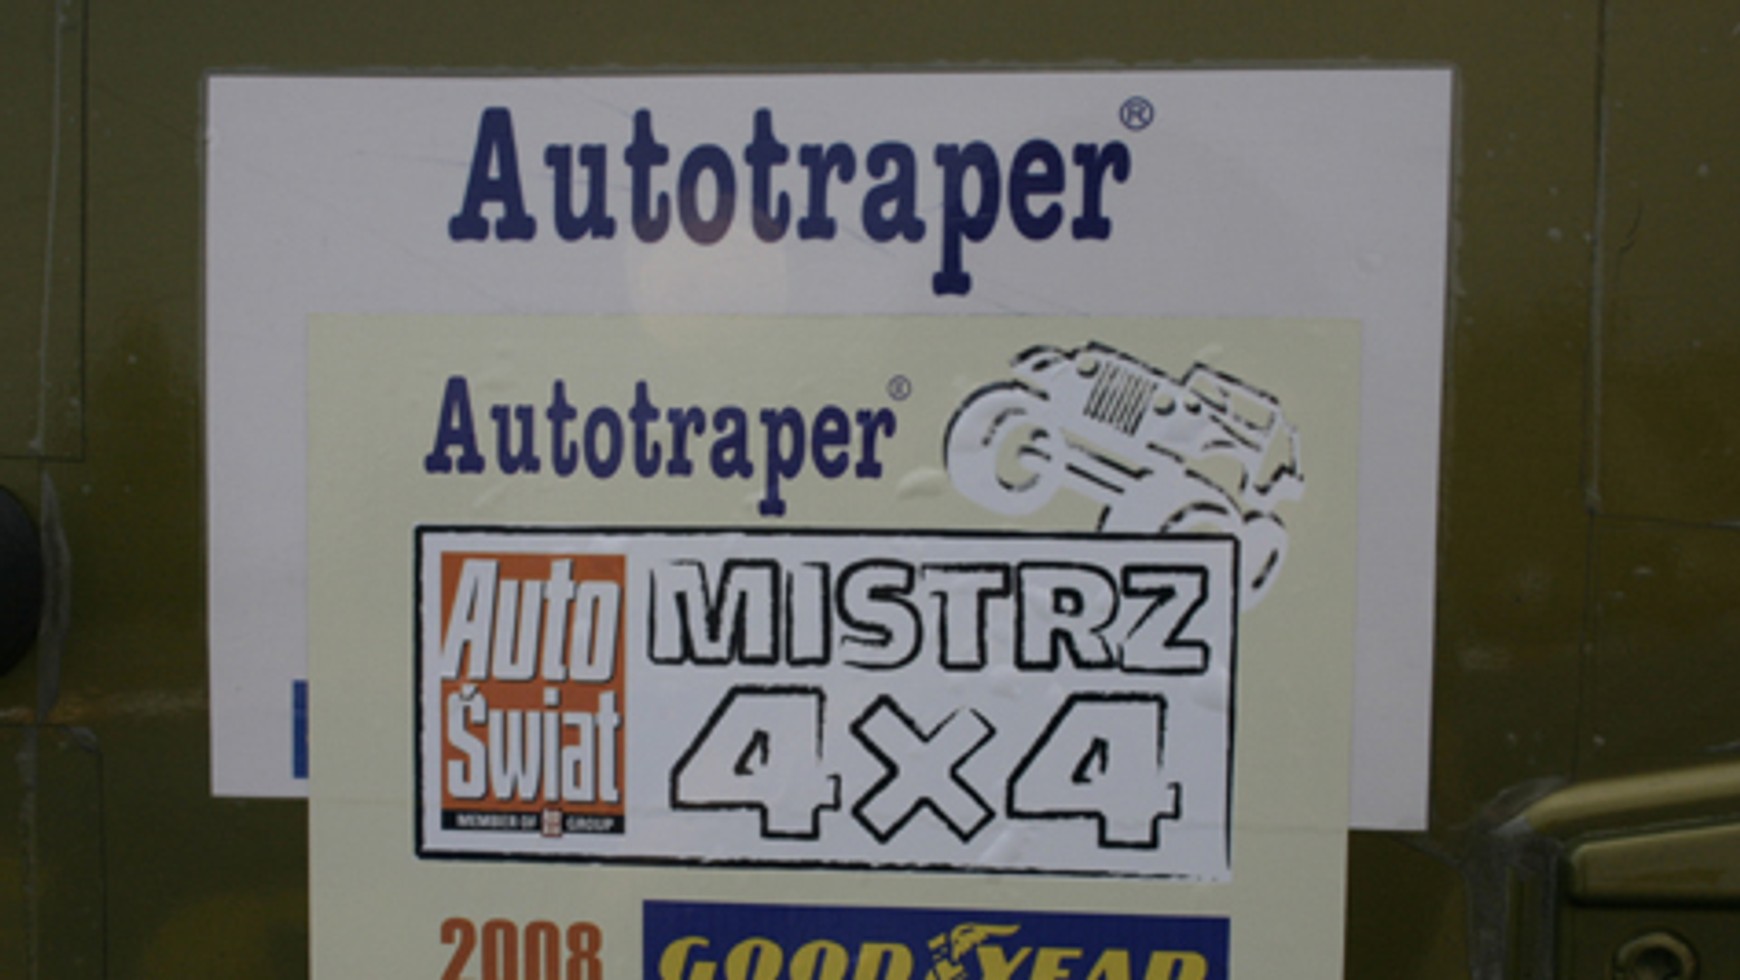 Autotraper®
Autotraper®
Auto
Świat
MEMBER OF GROUP
MISTRZ
4x4
2008
GOODYEAR